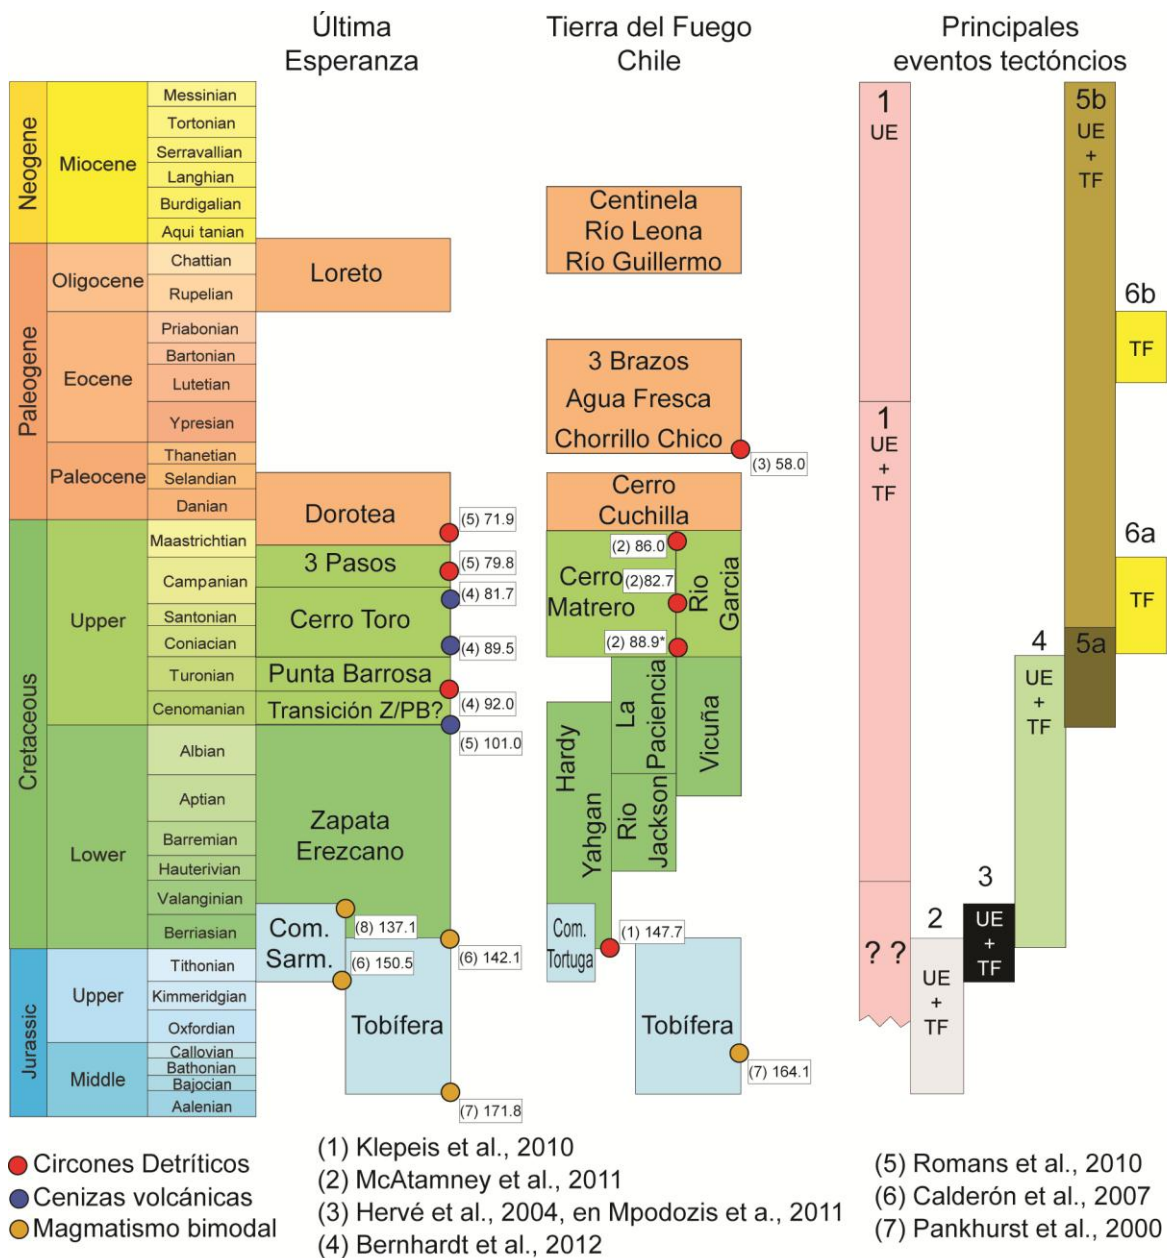 Última
Esperanza
Tierra del Fuego
Chile
Principales
eventos tectóncios
Neogene
Miocene
Messinian
Tortonian
Serravallian
Langhian
Burdigalian
Aqui tanian
Paleogene
Oligocene
Chattian
Rupelian
Eocene
Priabonian
Bartonian
Lutetian
Ypresian
Paleocene
Thanetian
Selandian
Danian
Cretaceous
Upper
Maastrichtian
Campanian
Santonian
Coniacian
Turonian
Cenomanian
Lower
Albian
Aptian
Barremian
Hauterivian
Valanginian
Berriasian
Jurassic
Upper
Tithonian
Kimmeridgian
Oxfordian
Middle
Callovian
Bathonian
Bajocian
Aalenian
Loreto
Dorotea
(5) 71.9
3 Pasos
(5) 79.8
(4) 81.7
Cerro Toro
(4) 89.5
Punta Barrosa
(4) 92.0
Transición Z/PB?
(5) 101.0
Zapata
Erezcano
Com.
Sarm.
(8) 137.1
(6) 150.5
(6) 142.1
Tobífera
(7) 171.8
Centinela
Río Leona
Río Guillermo
3 Brazos
Agua Fresca
Chorrillo Chico
(3) 58.0
Cerro
Cuchilla
(2) 86.0
Cerro
Matrero
(2)82.7
(2) 88.9*
Rio
Garcia
Hardy
Yahgan
La
Paciencia
Rio
Jackson
Vicuña
Com.
Tortuga
(1) 147.7
Tobífera
(7) 164.1
1
UE
1
UE
+
TF
? ?
2
UE
+
TF
3
UE
+
TF
4
UE
+
TF
5b
UE
+
TF
5a
6b
TF
6a
TF
Circones Detríticos
Cenizas volcánicas
Magmatismo bimodal
(1) Klepeis et al., 2010
(2) McAtamney et al., 2011
(3) Hervé et al., 2004, en Mpodozis et a., 2011
(4) Bernhardt et al., 2012
(5) Romans et al., 2010
(6) Calderón et al., 2007
(7) Pankhurst et al., 2000